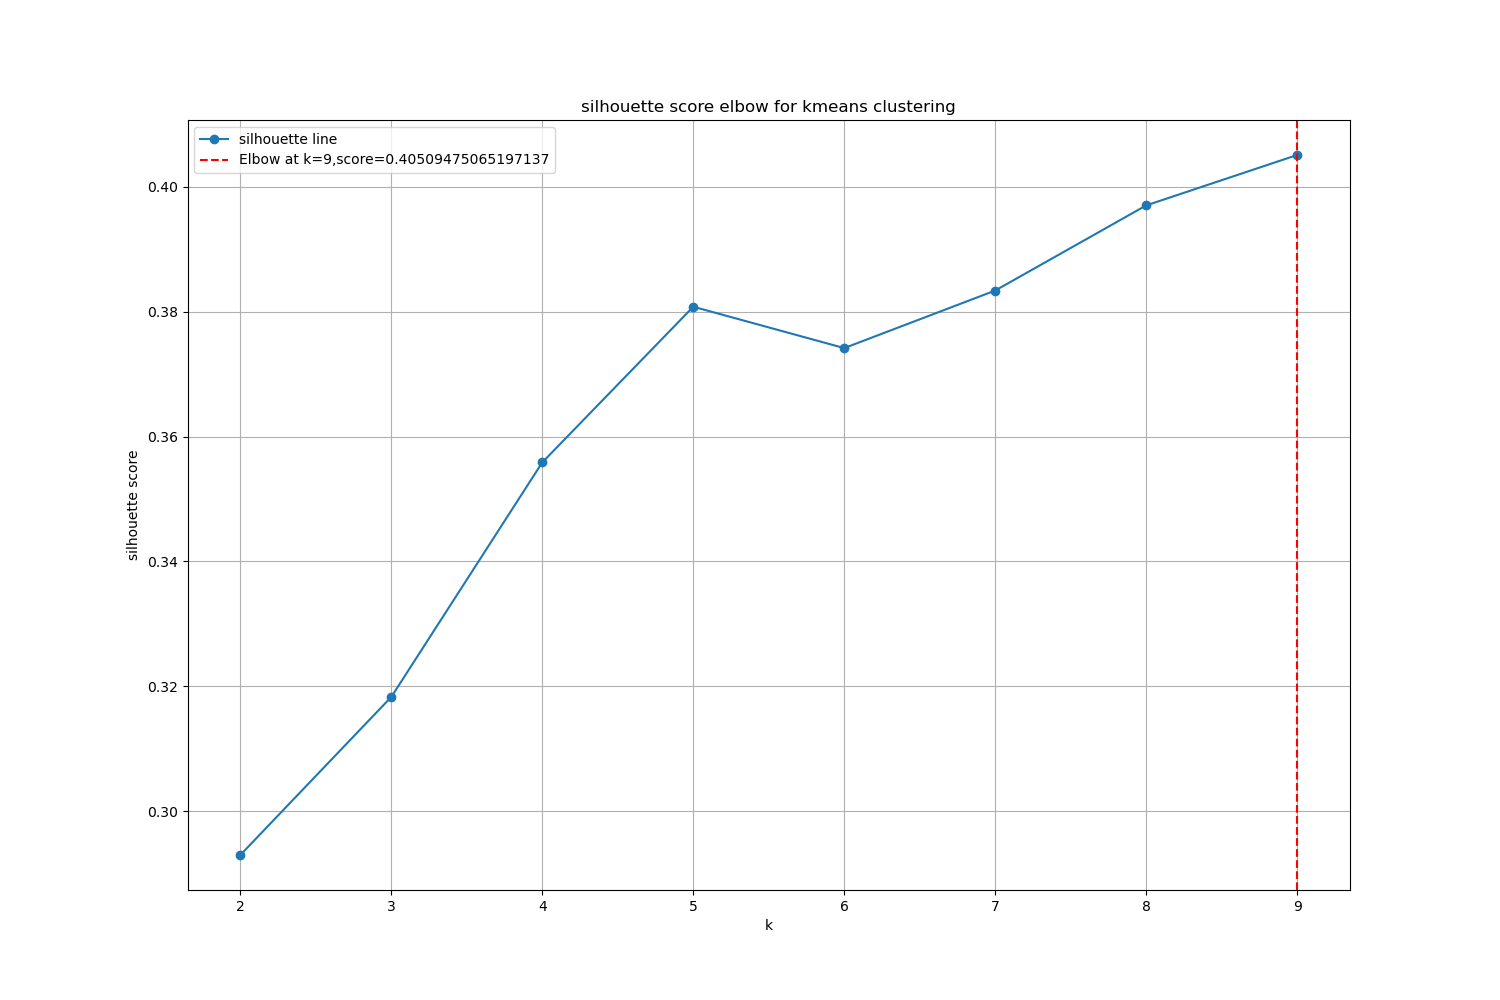 silhouette score elbow for kmeans clustering
silhouette line
Elbow at k=9,score=0.40509475065197137
0.40
0.38
0.36
0.34
0.32
0.30
silhouette score
2 3 4 5 6 7 8 9
k